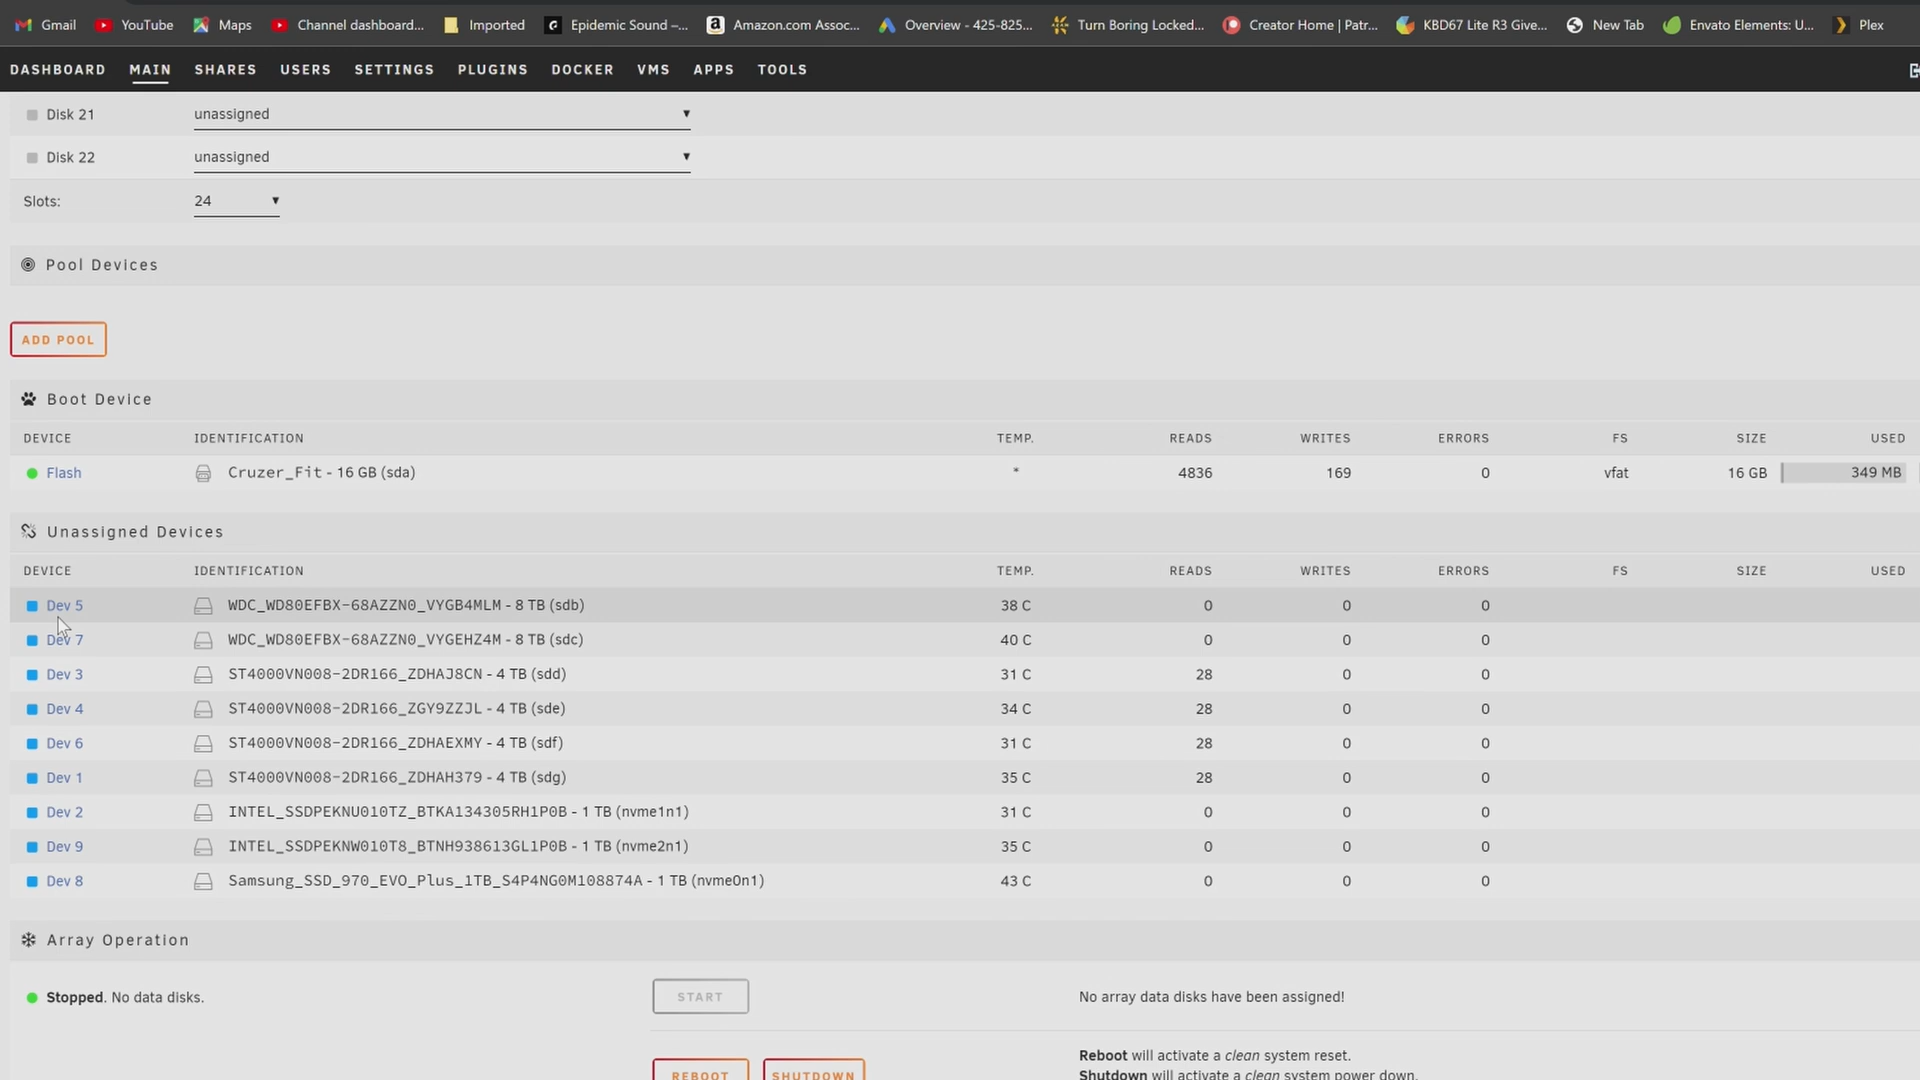 Gmail YouTube Maps Channel dashboard... Imported Epidemic Sound –... Amazon.com Assoc... Overview - 425-825... Turn Boring Locked... Creator Home | Patr... KBD67 Lite R3 Give... New Tab Envato Elements: U... Plex
DASHBOARD MAIN SHARES USERS SETTINGS PLUGINS DOCKER VMS APPS TOOLS
Disk 21 unassigned
Disk 22 unassigned
Slots: 24
Pool Devices
ADD POOL
Boot Device
DEVICE IDENTIFICATION TEMP. READS WRITES ERRORS FS SIZE USED
Flash Cruzer_Fit - 16 GB (sda) * 4836 169 0 vfat 16 GB 349 MB
Unassigned Devices
DEVICE IDENTIFICATION TEMP. READS WRITES ERRORS FS SIZE USED
Dev 5 WDC_WD80EFBX-68AZZN0_VYGB4MLM - 8 TB (sdb) 38 C 0 0 0
Dev 7 WDC_WD80EFBX-68AZZN0_VYGEHZ4M - 8 TB (sdc) 40 C 0 0 0
Dev 3 ST4000VN008-2DR166_ZDHAJ8CN - 4 TB (sdd) 31 C 28 0 0
Dev 4 ST4000VN008-2DR166_ZGY9ZZJL - 4 TB (sde) 34 C 28 0 0
Dev 6 ST4000VN008-2DR166_ZDHAEXMY - 4 TB (sdf) 31 C 28 0 0
Dev 1 ST4000VN008-2DR166_ZDHAH379 - 4 TB (sdg) 35 C 28 0 0
Dev 2 INTEL_SSDPEKNU010TZ_BTKA134305RH1P0B - 1 TB (nvme1n1) 31 C 0 0 0
Dev 9 INTEL_SSDPEKNW010T8_BTNH938613GL1P0B - 1 TB (nvme2n1) 35 C 0 0 0
Dev 8 Samsung_SSD_970_EVO_Plus_1TB_S4P4NG0M108874A - 1 TB (nvme0n1) 43 C 0 0 0
Array Operation
Stopped. No data disks. START No array data disks have been assigned!
Reboot will activate a clean system reset.
REBOOT SHUTDOWN Shutdown will activate a clean system power down.